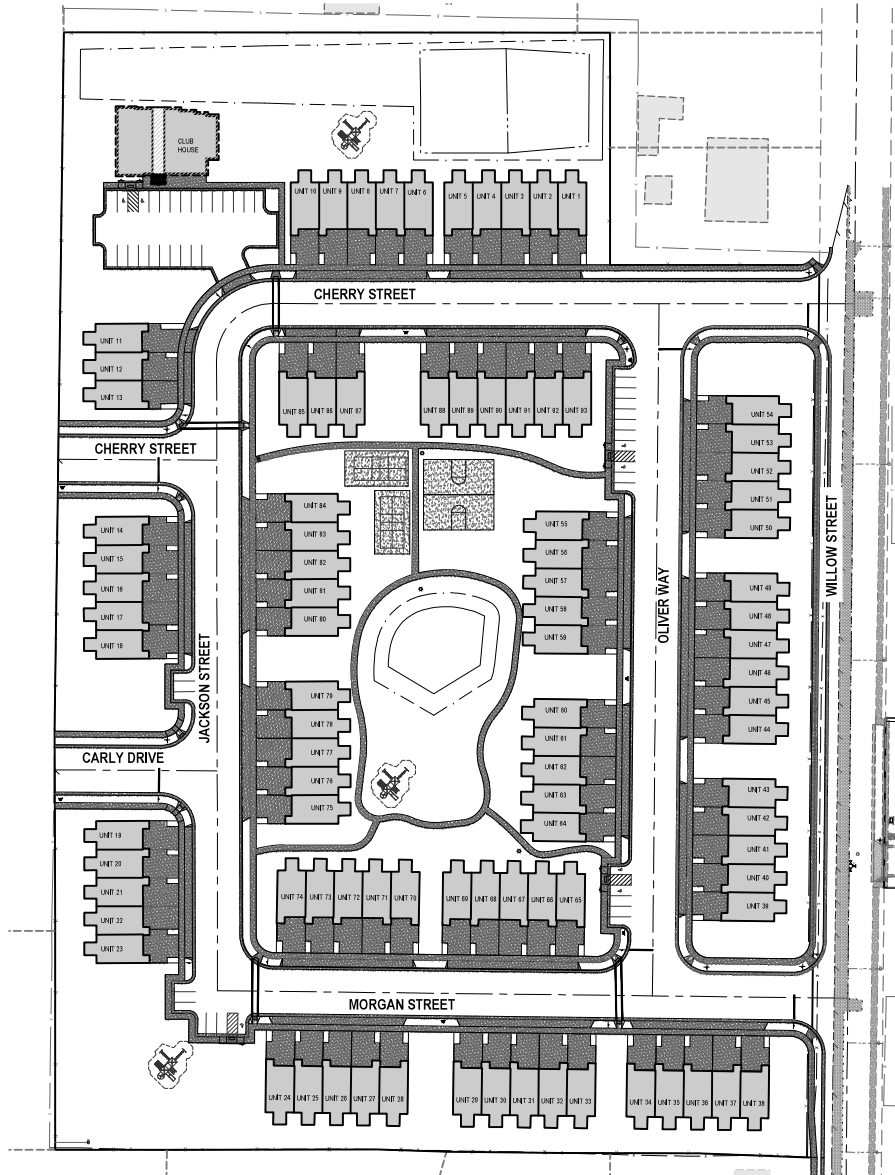 CLUB
HOUSE
UNIT 10
UNIT 9
UNIT 8
UNIT 7
UNIT 6
UNIT 5
UNIT 4
UNIT 3
UNIT 2
UNIT 1
CHERRY STREET
UNIT 11
UNIT 12
UNIT 13
UNIT 85
UNIT 86
UNIT 87
UNIT 88
UNIT 89
UNIT 90
UNIT 91
UNIT 92
UNIT 93
UNIT 54
UNIT 53
UNIT 52
UNIT 51
UNIT 50
CHERRY STREET
UNIT 14
UNIT 15
UNIT 16
UNIT 17
UNIT 18
UNIT 84
UNIT 83
UNIT 82
UNIT 81
UNIT 80
UNIT 55
UNIT 56
UNIT 57
UNIT 58
UNIT 59
OLIVER WAY
WILLOW STREET
UNIT 49
UNIT 48
UNIT 47
UNIT 46
UNIT 45
UNIT 44
JACKSON STREET
CARLY DRIVE
UNIT 79
UNIT 78
UNIT 77
UNIT 76
UNIT 75
UNIT 60
UNIT 61
UNIT 62
UNIT 63
UNIT 64
UNIT 43
UNIT 42
UNIT 41
UNIT 40
UNIT 39
UNIT 19
UNIT 20
UNIT 21
UNIT 22
UNIT 23
UNIT 74
UNIT 73
UNIT 72
UNIT 71
UNIT 70
UNIT 69
UNIT 68
UNIT 67
UNIT 66
UNIT 65
MORGAN STREET
UNIT 24
UNIT 25
UNIT 26
UNIT 27
UNIT 28
UNIT 29
UNIT 30
UNIT 31
UNIT 32
UNIT 33
UNIT 34
UNIT 35
UNIT 36
UNIT 37
UNIT 38